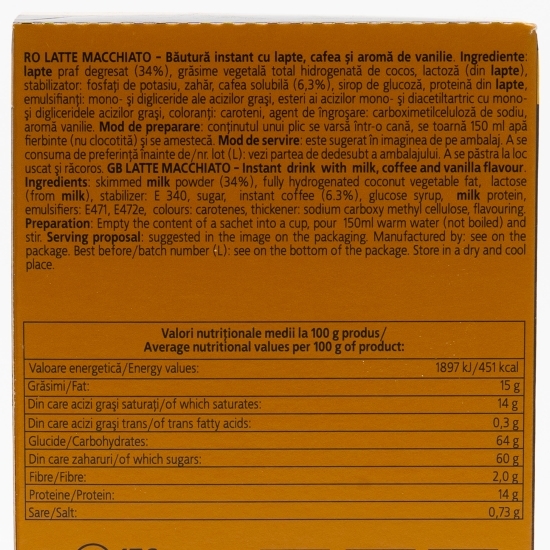 RO LATTE MACCHIATO - Băutură instant cu lapte, cafea și aromă de vanilie. Ingrediente:
lapte praf degresat (34%), grăsime vegetală total hidrogenată de cocos, lactoză (din lapte),
stabilizator: fosfați de potasiu, zahăr, cafea solubilă (6,3%), sirop de glucoză, proteină din lapte,
emulsifianți: mono- și digliceride ale acizilor grași, esteri ai acizilor mono- și diacetiltartric cu mono-
și digliceridele acizilor grași, coloranți: caroteni, agent de îngroșare: carboximetilceluloză de sodiu,
aromă vanilie. Mod de preparare: conținutul unui plic se varsă într-o cană, se toarnă 150 ml apă
fierbinte (nu clocotită) și se amestecă. Mod de servire: este sugerat în imaginea de pe ambalaj. A se
consuma de preferință înainte de/nr. lot (L): vezi partea de dedesubt a ambalajului. A se păstra la loc
uscat și răcoros. GB LATTE MACCHIATO - Instant drink with milk, coffee and vanilla flavour.
Ingredients: skimmed milk powder (34%), fully hydrogenated coconut vegetable fat, lactose
(from milk), stabilizer: E 340, sugar, instant coffee (6.3%), glucose syrup, milk protein,
emulsifiers: E471, E472e, colours: carotenes, thickener: sodium carboxy methyl cellulose, flavouring.
Preparation: Empty the content of a sachet into a cup, pour 150ml warm water (not boiled) and
stir. Serving proposal: suggested in the image on the packaging. Manufactured by: see on the
package. Best before/batch number (L): see on the bottom of the package. Store in a dry and cool
place.
Valori nutriționale medii la 100 g produs/
Average nutritional values per 100 g of product:
Valoare energetică/Energy values: 1897 kJ/451 kcal
Grăsimi/Fat: 15 g
Din care acizi grași saturați/of which saturates: 14 g
Din care acizi grași trans/of trans fatty acids: 0,3 g
Glucide/Carbohydrates: 64 g
Din care zaharuri/of which sugars: 60 g
Fibre/Fibre: 2,0 g
Proteine/Protein: 14 g
Sare/Salt: 0,73 g